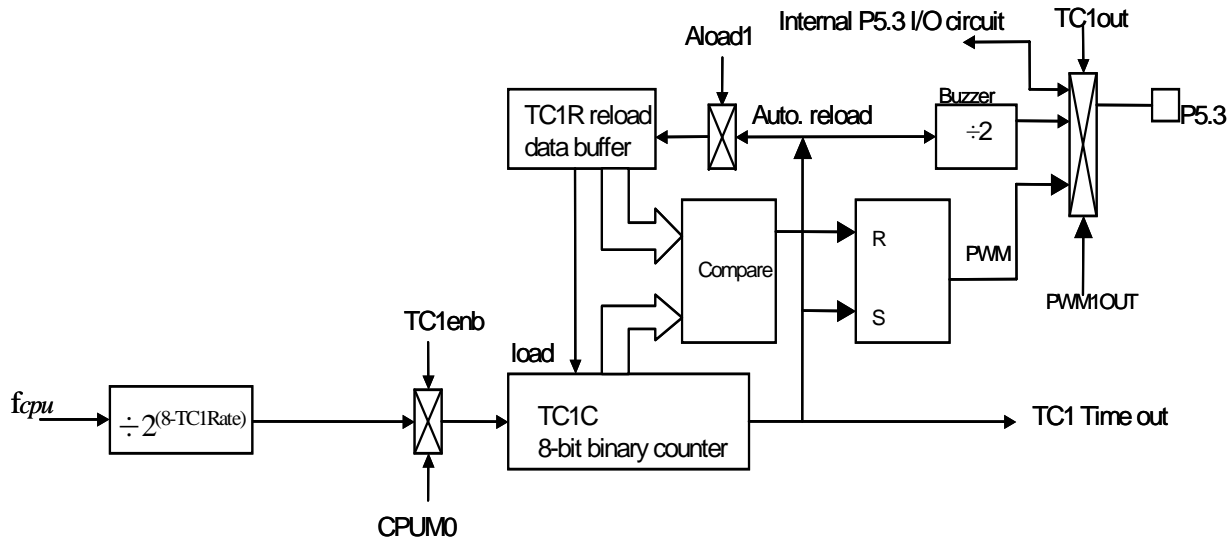 Internal P5.3 I/O circuit
TC1out
Aload1
TC1R reload
data buffer
Auto. reload
Buzzer
÷2
P5.3
Compare
R
S
PWM
PWM1OUT
TC1enb
load
fcpu
÷2(8-TC1Rate)
TC1C
8-bit binary counter
TC1 Time out
CPUM0